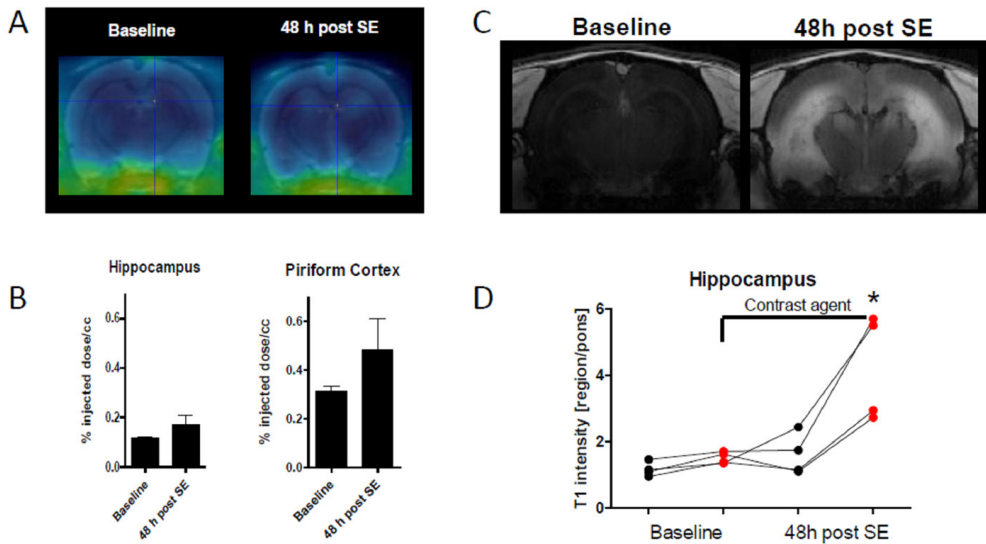 A
Baseline
48 h post SE
C
Baseline
48h post SE
B
Hippocampus
% injected dose/cc
0.6
0.4
0.2
0.0
Baseline
48 h post SE
Piriform Cortex
% injected dose/cc
0.6
0.4
0.2
0.0
Baseline
48 h post SE
D
Hippocampus
Contrast agent
*
T1 intensity [region/pons]
6
4
2
0
Baseline
48h post SE